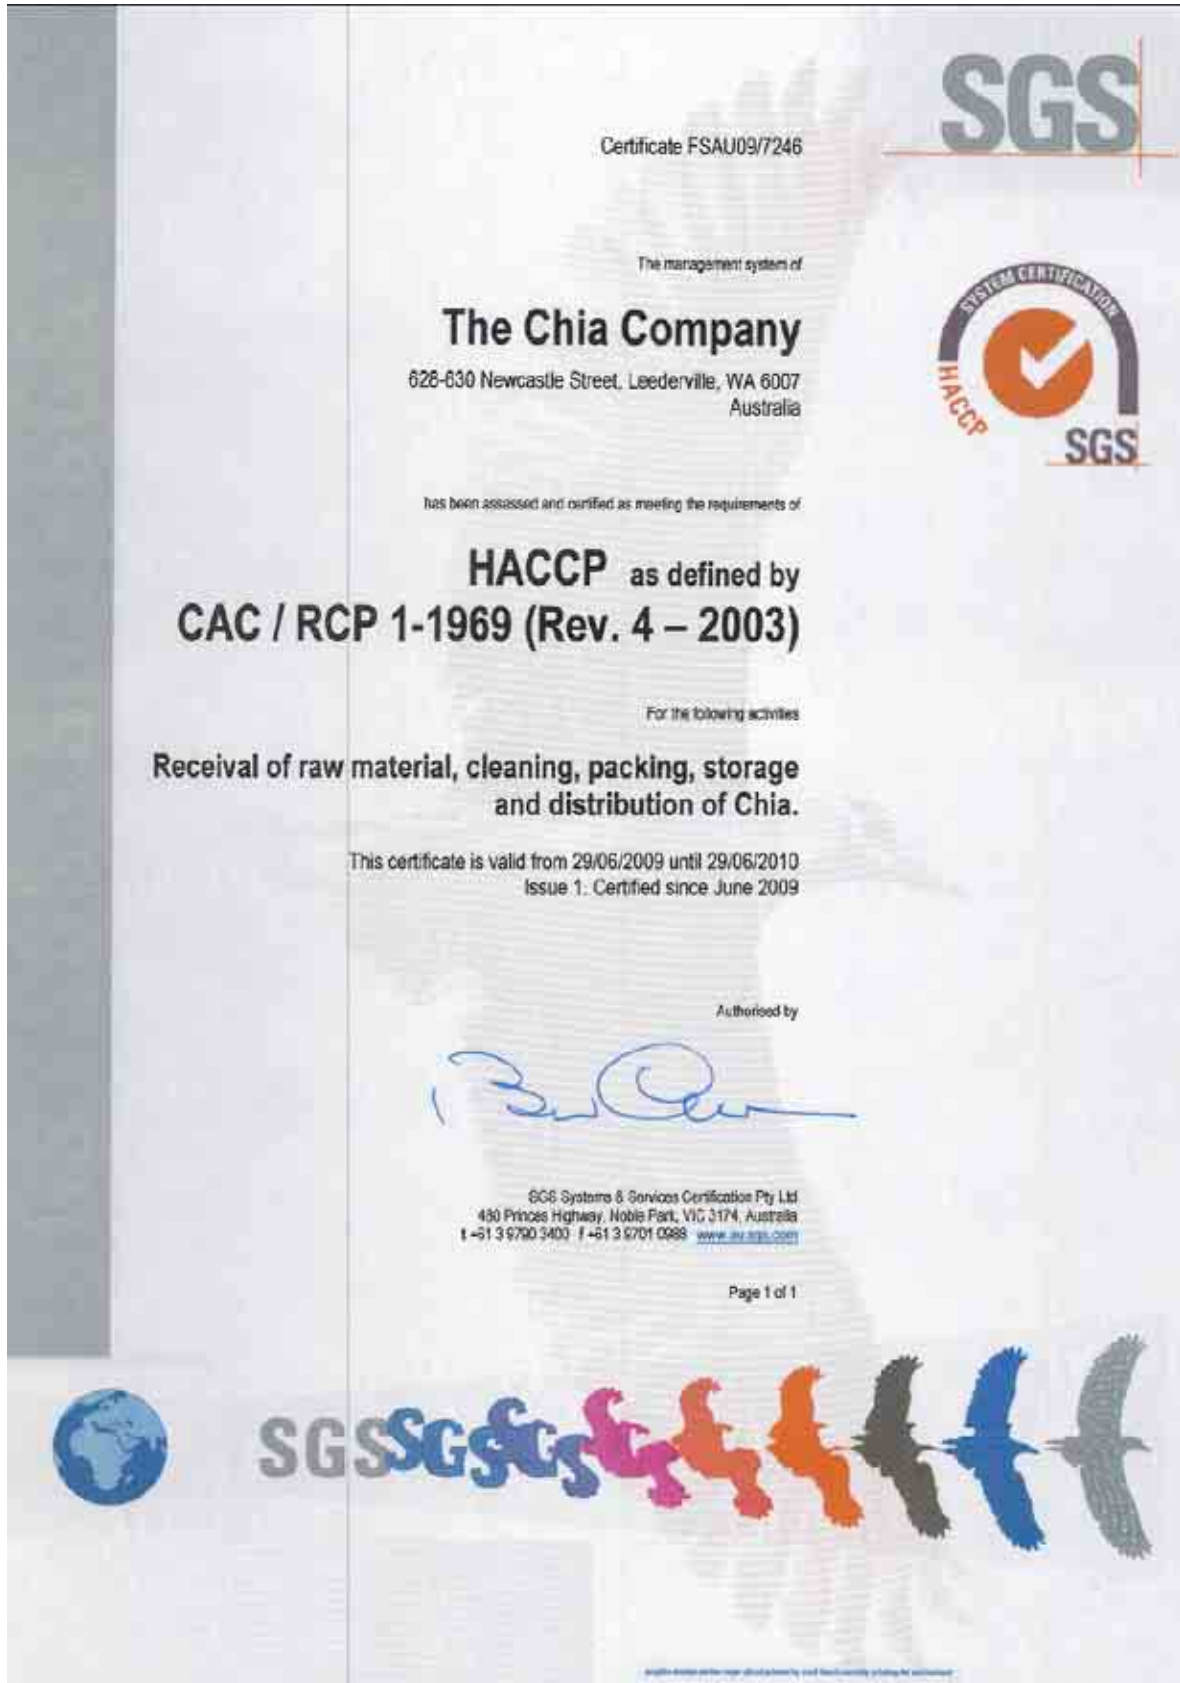 SGS
Certificate FSAU09/7246
The management system of
The Chia Company
628-630 Newcastle Street, Leederville, WA 6007
Australia
SYSTEM CERTIFICATION
HACCP
SGS
has been assessed and certified as meeting the requirements of
HACCP as defined by
CAC / RCP 1-1969 (Rev. 4 – 2003)
For the following activities
Receival of raw material, cleaning, packing, storage
and distribution of Chia.
This certificate is valid from 29/06/2009 until 29/06/2010
Issue 1. Certified since June 2009
Authorised by
SGS Systems & Services Certification Pty Ltd
480 Princes Highway, Noble Park, VIC 3174, Australia
t +61 3 9790 3400 f +61 3 9701 0988 www.au.sgs.com
Page 1 of 1
SGSSGSSGS